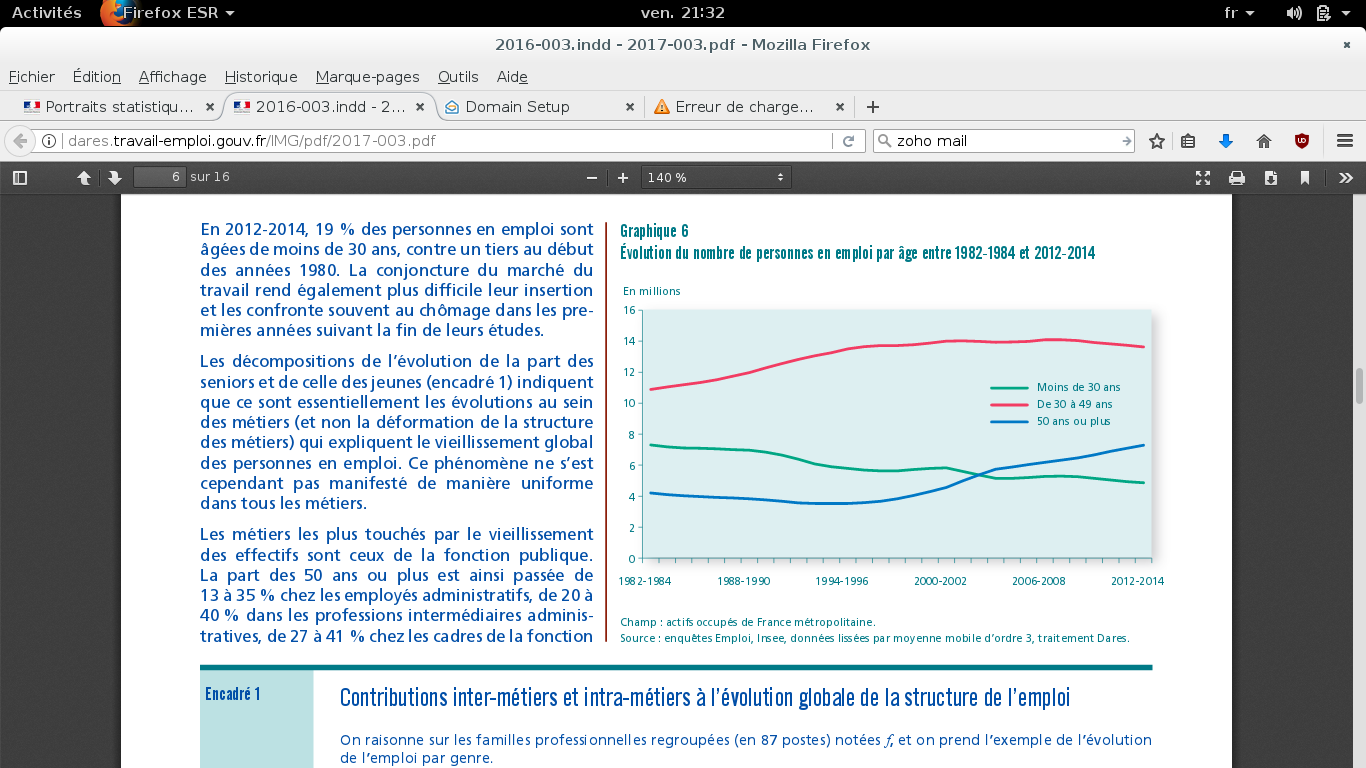 Activités
Firefox ESR
ven. 21:32
fr
2016-003.indd - 2017-003.pdf - Mozilla Firefox
Fichier Édition Affichage Historique Marque-pages Outils Aide
Portraits statistiqu...
2016-003.indd - 2...
Domain Setup
Erreur de charge...
dares.travail-emploi.gouv.fr/IMG/pdf/2017-003.pdf
zoho mail
6 sur 16
140 %
En 2012-2014, 19 % des personnes en emploi sont
âgées de moins de 30 ans, contre un tiers au début
des années 1980. La conjoncture du marché du
travail rend également plus difficile leur insertion
et les confronte souvent au chômage dans les pre-
mières années suivant la fin de leurs études.
Les décompositions de l'évolution de la part des
seniors et de celle des jeunes (encadré 1) indiquent
que ce sont essentiellement les évolutions au sein
des métiers (et non la déformation de la structure
des métiers) qui expliquent le vieillissement global
des personnes en emploi. Ce phénomène ne s'est
cependant pas manifesté de manière uniforme
dans tous les métiers.
Les métiers les plus touchés par le vieillissement
des effectifs sont ceux de la fonction publique.
La part des 50 ans ou plus est ainsi passée de
13 à 35 % chez les employés administratifs, de 20 à
40 % dans les professions intermédiaires adminis-
tratives, de 27 à 41 % chez les cadres de la fonction
Graphique 6
Évolution du nombre de personnes en emploi par âge entre 1982-1984 et 2012-2014
En millions
16
14
12
10
8
6
4
2
0
Moins de 30 ans
De 30 à 49 ans
50 ans ou plus
1982-1984 1988-1990 1994-1996 2000-2002 2006-2008 2012-2014
Champ : actifs occupés de France métropolitaine.
Source : enquêtes Emploi, Insee, données lissées par moyenne mobile d'ordre 3, traitement Dares.
Encadré 1
Contributions inter-métiers et intra-métiers à l'évolution globale de la structure de l'emploi
On raisonne sur les familles professionnelles regroupées (en 87 postes) notées f, et on prend l'exemple de l'évolution
de l'emploi par genre.